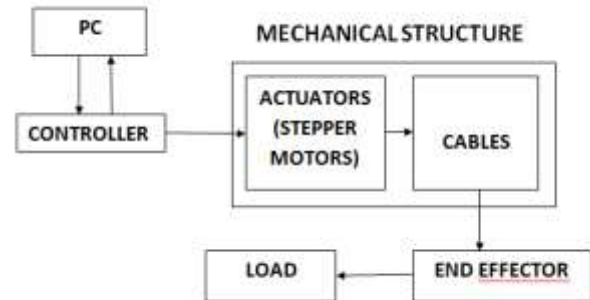 PC
MECHANICAL STRUCTURE
CONTROLLER
ACTUATORS
(STEPPER
MOTORS)
CABLES
LOAD
END EFFECTOR